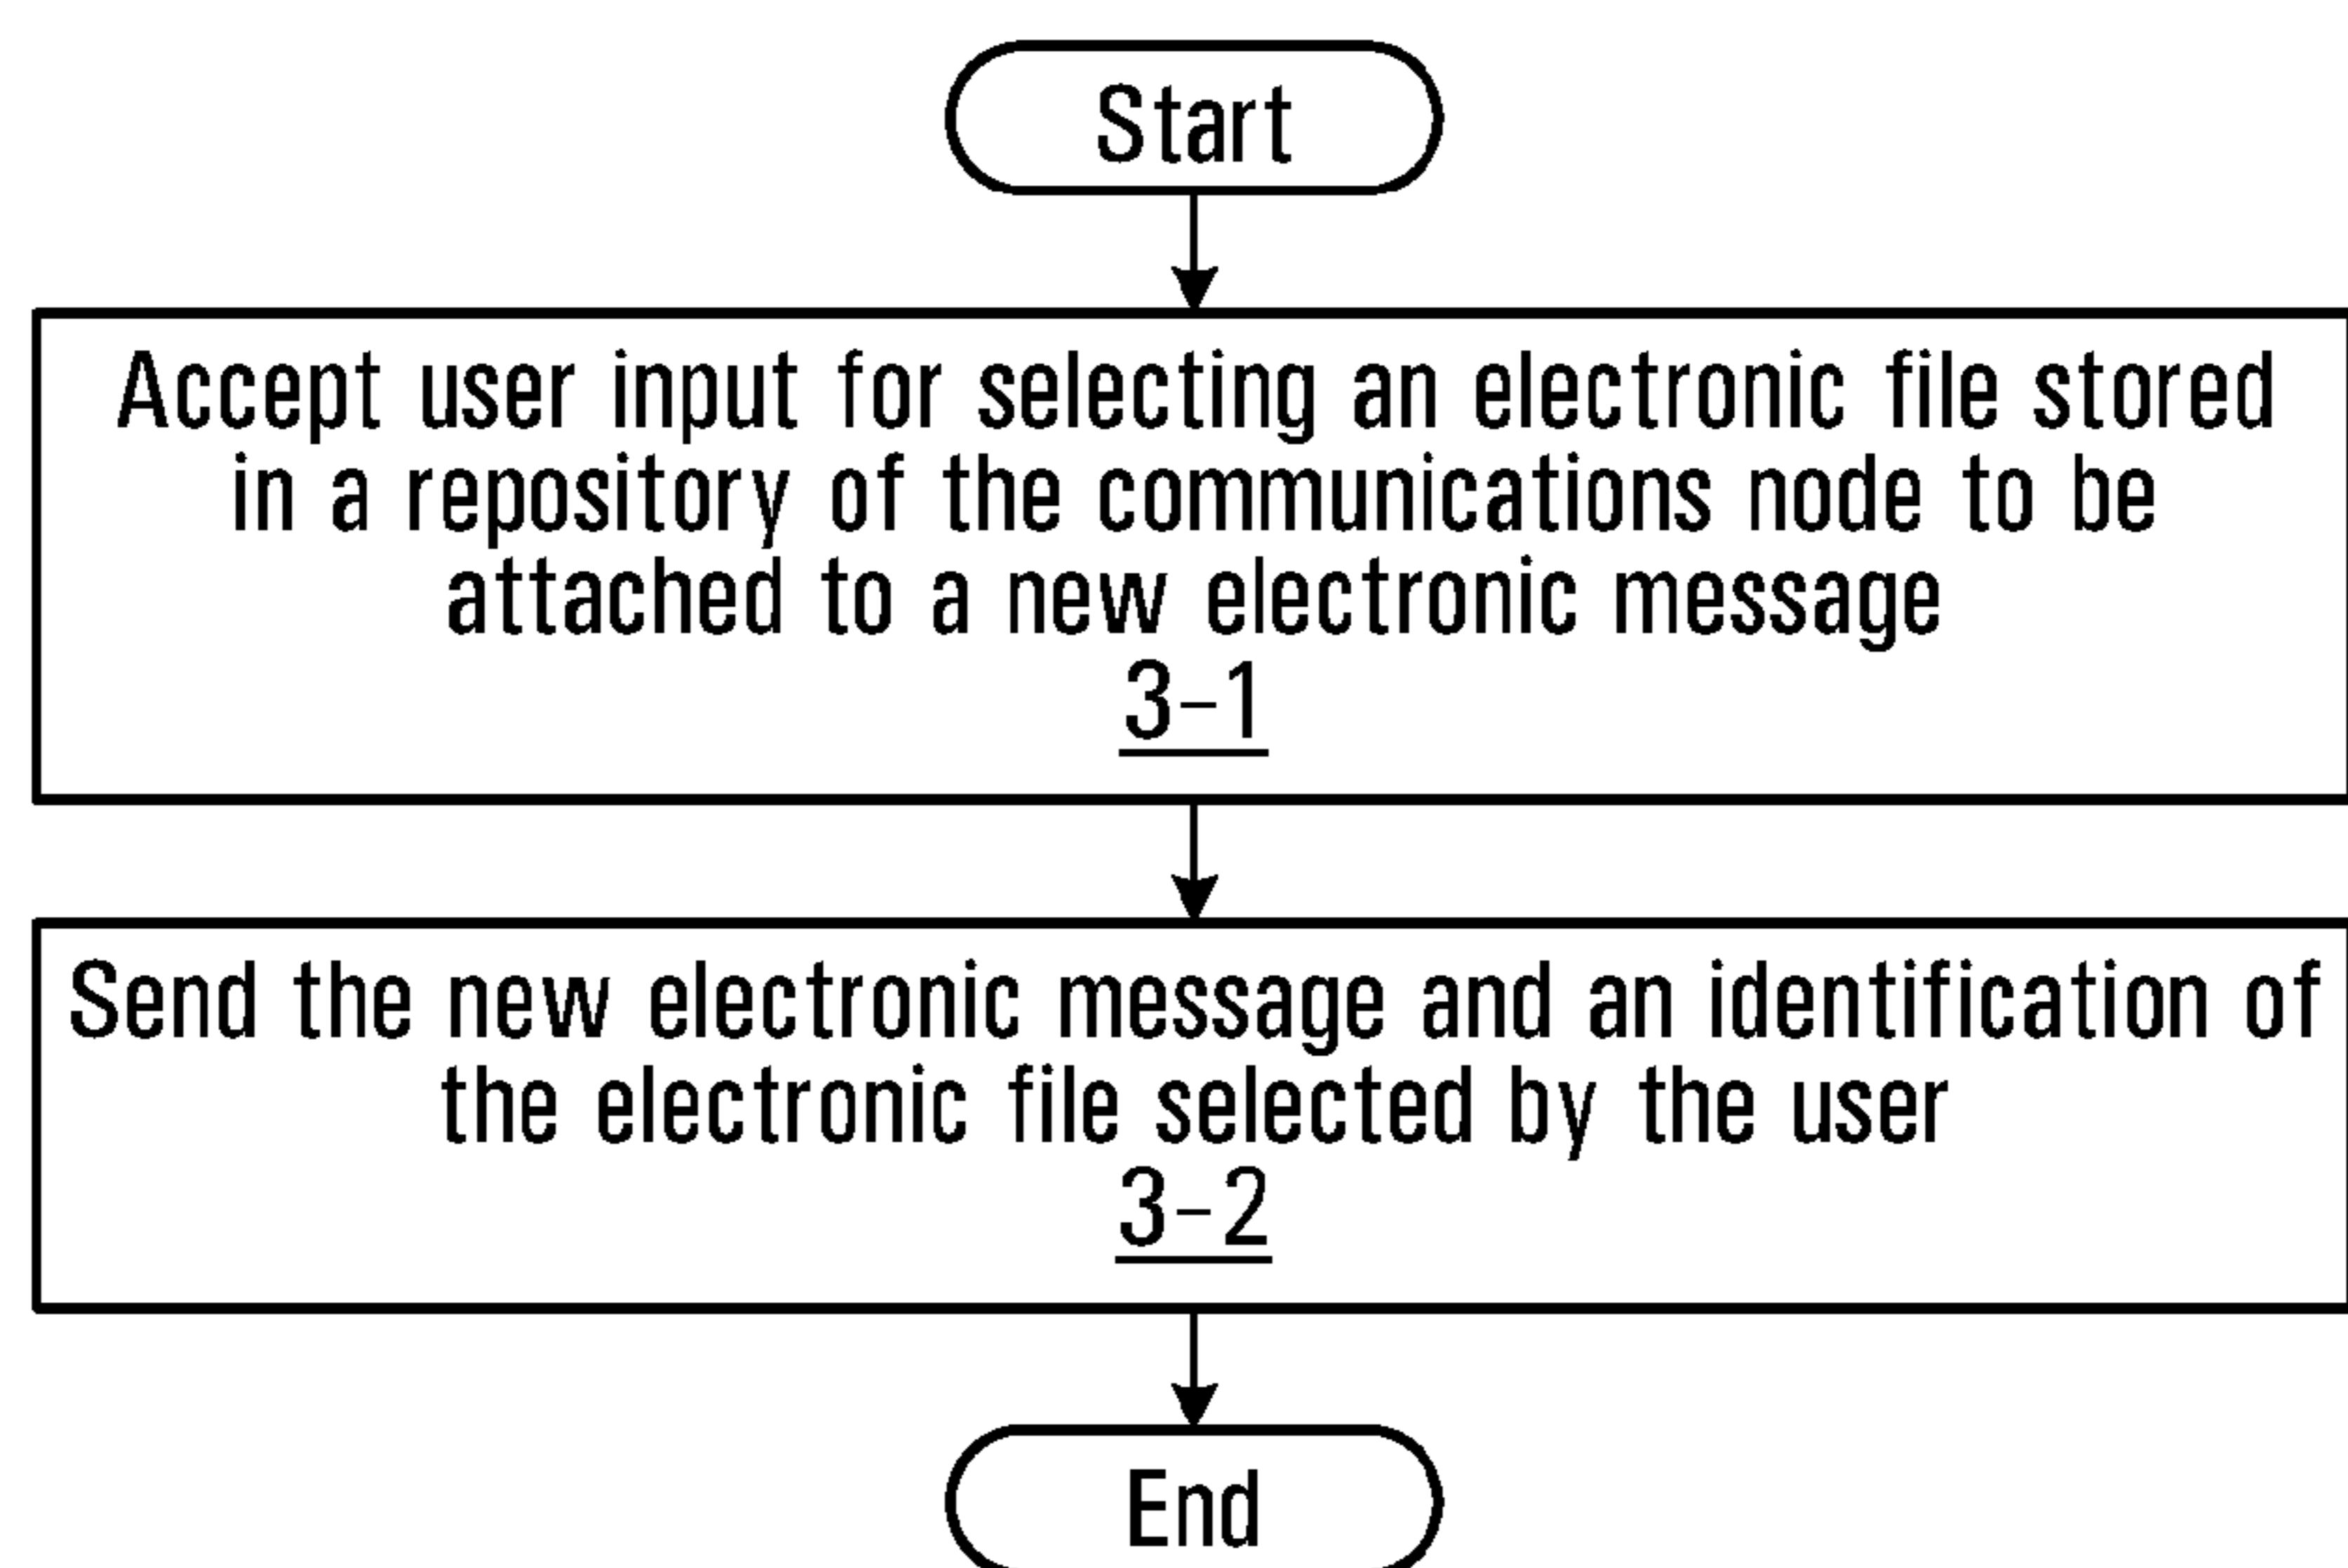 Start
Accept user input for selecting an electronic file stored
in a repository of the communications node to be
attached to a new electronic message
3-1
Send the new electronic message and an identification of
the electronic file selected by the user
3-2
End